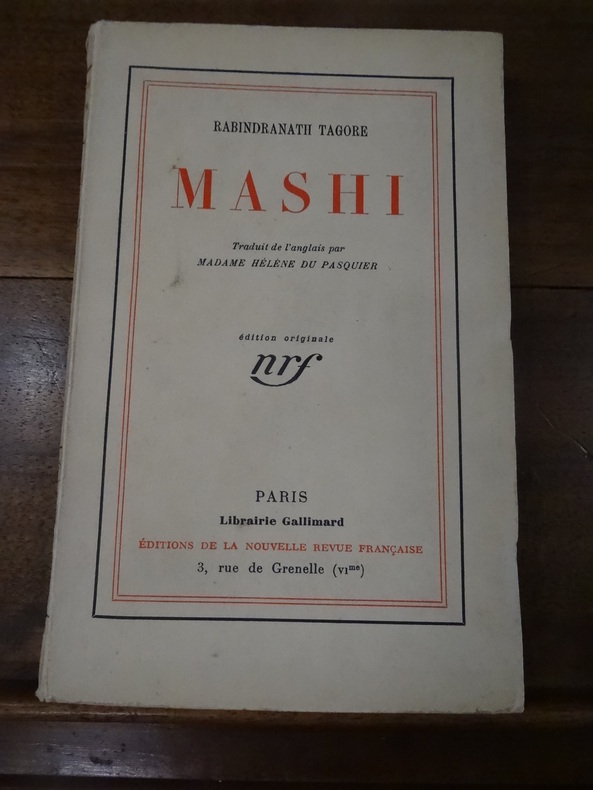 RABINDRANATH TAGORE
MASHI
Traduit de l'anglais par
MADAME HÉLÈNE DU PASQUIER
édition originale
nrf
PARIS
Librairie Gallimard
ÉDITIONS DE LA NOUVELLE REVUE FRANÇAISE
3, rue de Grenelle (VIme)